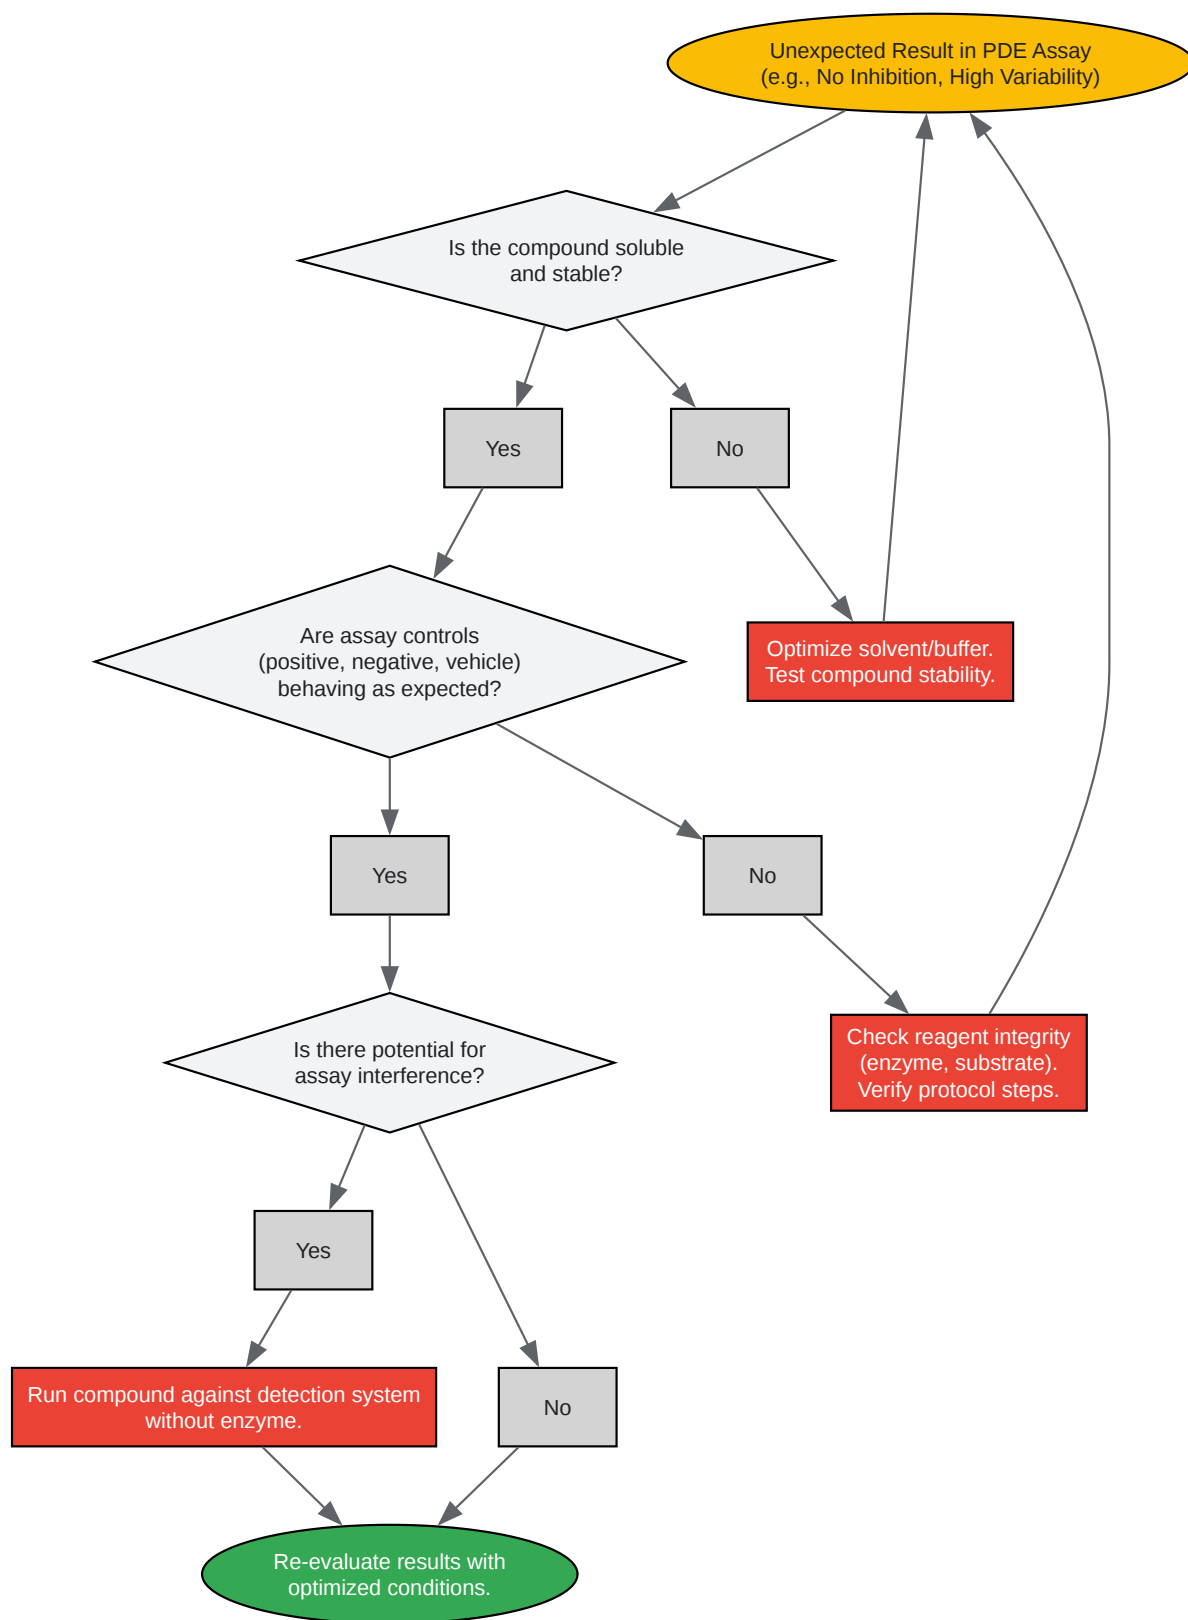 Unexpected Result in PDE Assay
(e.g., No Inhibition, High Variability)
Is the compound soluble
and stable?
Yes
No
Are assay controls
(positive, negative, vehicle)
behaving as expected?
Optimize solvent/buffer.
Test compound stability.
Yes
No
Is there potential for
assay interference?
Check reagent integrity
(enzyme, substrate).
Verify protocol steps.
Yes
Run compound against detection system
without enzyme.
No
Re-evaluate results with
optimized conditions.